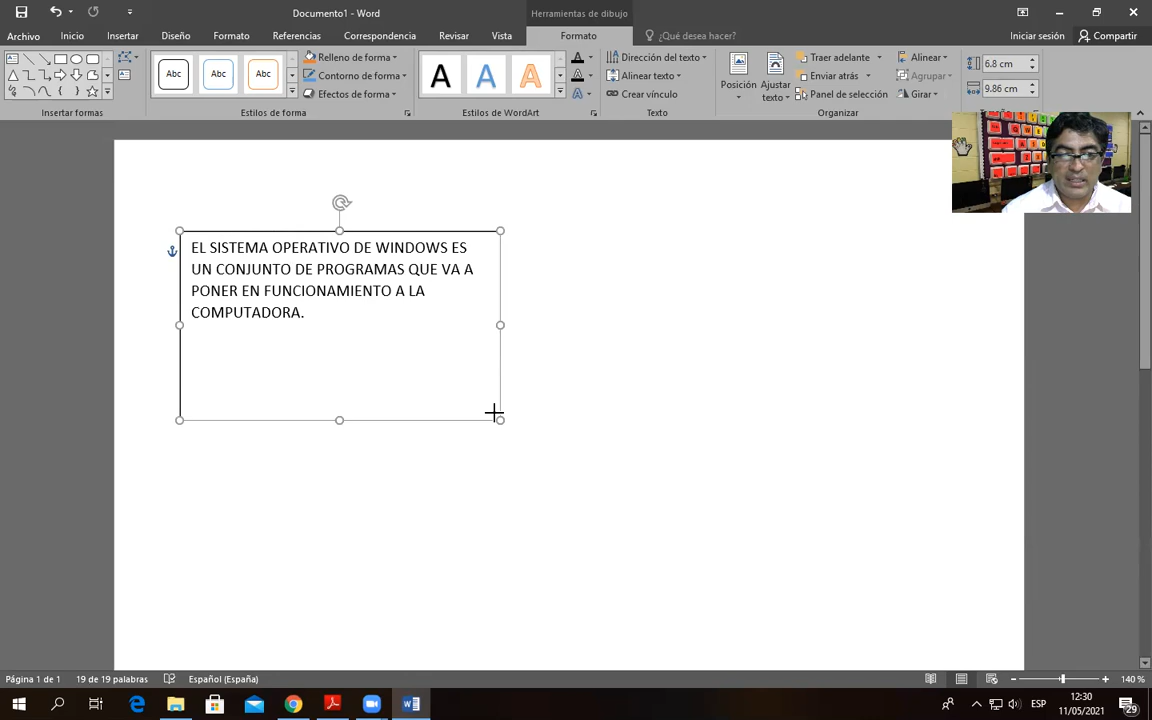 Documento1 - Word
Herramientas de dibujo
Archivo Inicio Insertar Diseño Formato Referencias Correspondencia Revisar Vista Formato ¿Qué desea hacer? Iniciar sesión Compartir
Abc Abc Abc
Relleno de forma
Contorno de forma
Efectos de forma
A A A
Dirección del texto
Alinear texto
Crear vínculo
Posición
Ajustar
texto
Traer adelante
Enviar atrás
Panel de selección
Alinear
Agrupar
Girar
6.8 cm
9.86 cm
Insertar formas Estilos de forma Estilos de WordArt Texto Organizar
EL SISTEMA OPERATIVO DE WINDOWS ES
UN CONJUNTO DE PROGRAMAS QUE VA A
PONER EN FUNCIONAMIENTO A LA
COMPUTADORA.
Página 1 de 1 19 de 19 palabras Español (España) 140 %
ESP
12:30
11/05/2021
29